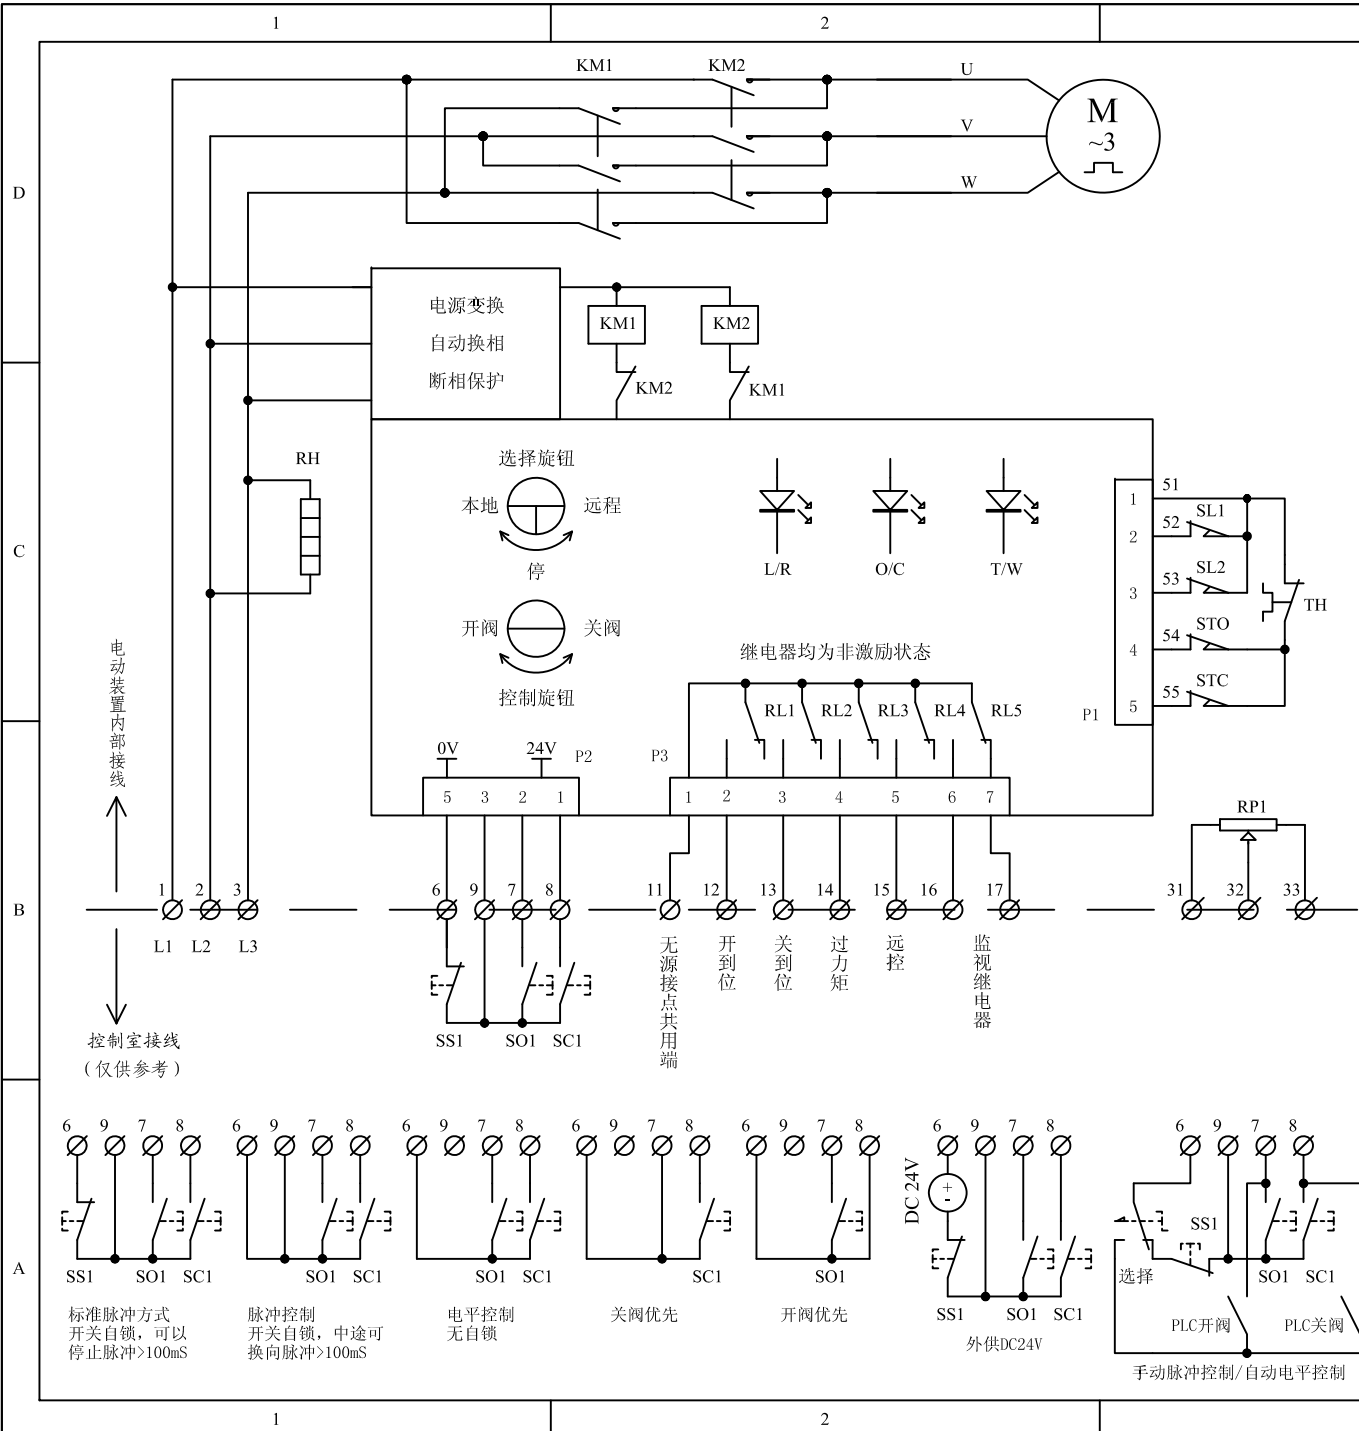 1
2
KM1
KM2
U
V
W
M
~3
D
电源变换
自动换相
断相保护
KM1
KM2
KM2
KM1
RH
选择旋钮
本地
远程
停
开阀
关阀
控制旋钮
L/R
O/C
T/W
继电器均为非激励状态
RL1
RL2
RL3
RL4
RL5
C
1
2
3
4
5
P1
51
52
53
54
55
SL1
SL2
STO
STC
TH
电动装置内部接线
0V
24V
P2
5
3
2
1
P3
1
2
3
4
5
6
7
RP1
B
1
2
3
6
9
7
8
11
12
13
14
15
16
17
31
32
33
L1
L2
L3
无源接点共用端
开到位
关到位
过力矩
远控
监视继电器
SS1
SO1
SC1
控制室接线
(仅供参考)
A
6
9
7
8
SS1
SO1
SC1
标准脉冲方式
开关自锁，可以
停止脉冲>100mS
6
9
7
8
SO1
SC1
脉冲控制
开关自锁，中途可
换向脉冲>100mS
6
9
7
8
SO1
SC1
电平控制
无自锁
6
9
7
8
SC1
关阀优先
6
9
7
8
SO1
开阀优先
6
9
7
8
DC 24V
+
-
SS1
SO1
SC1
外供DC24V
6
9
7
8
SS1
选择
SO1
SC1
PLC开阀
PLC关阀
手动脉冲控制/自动电平控制
1
2